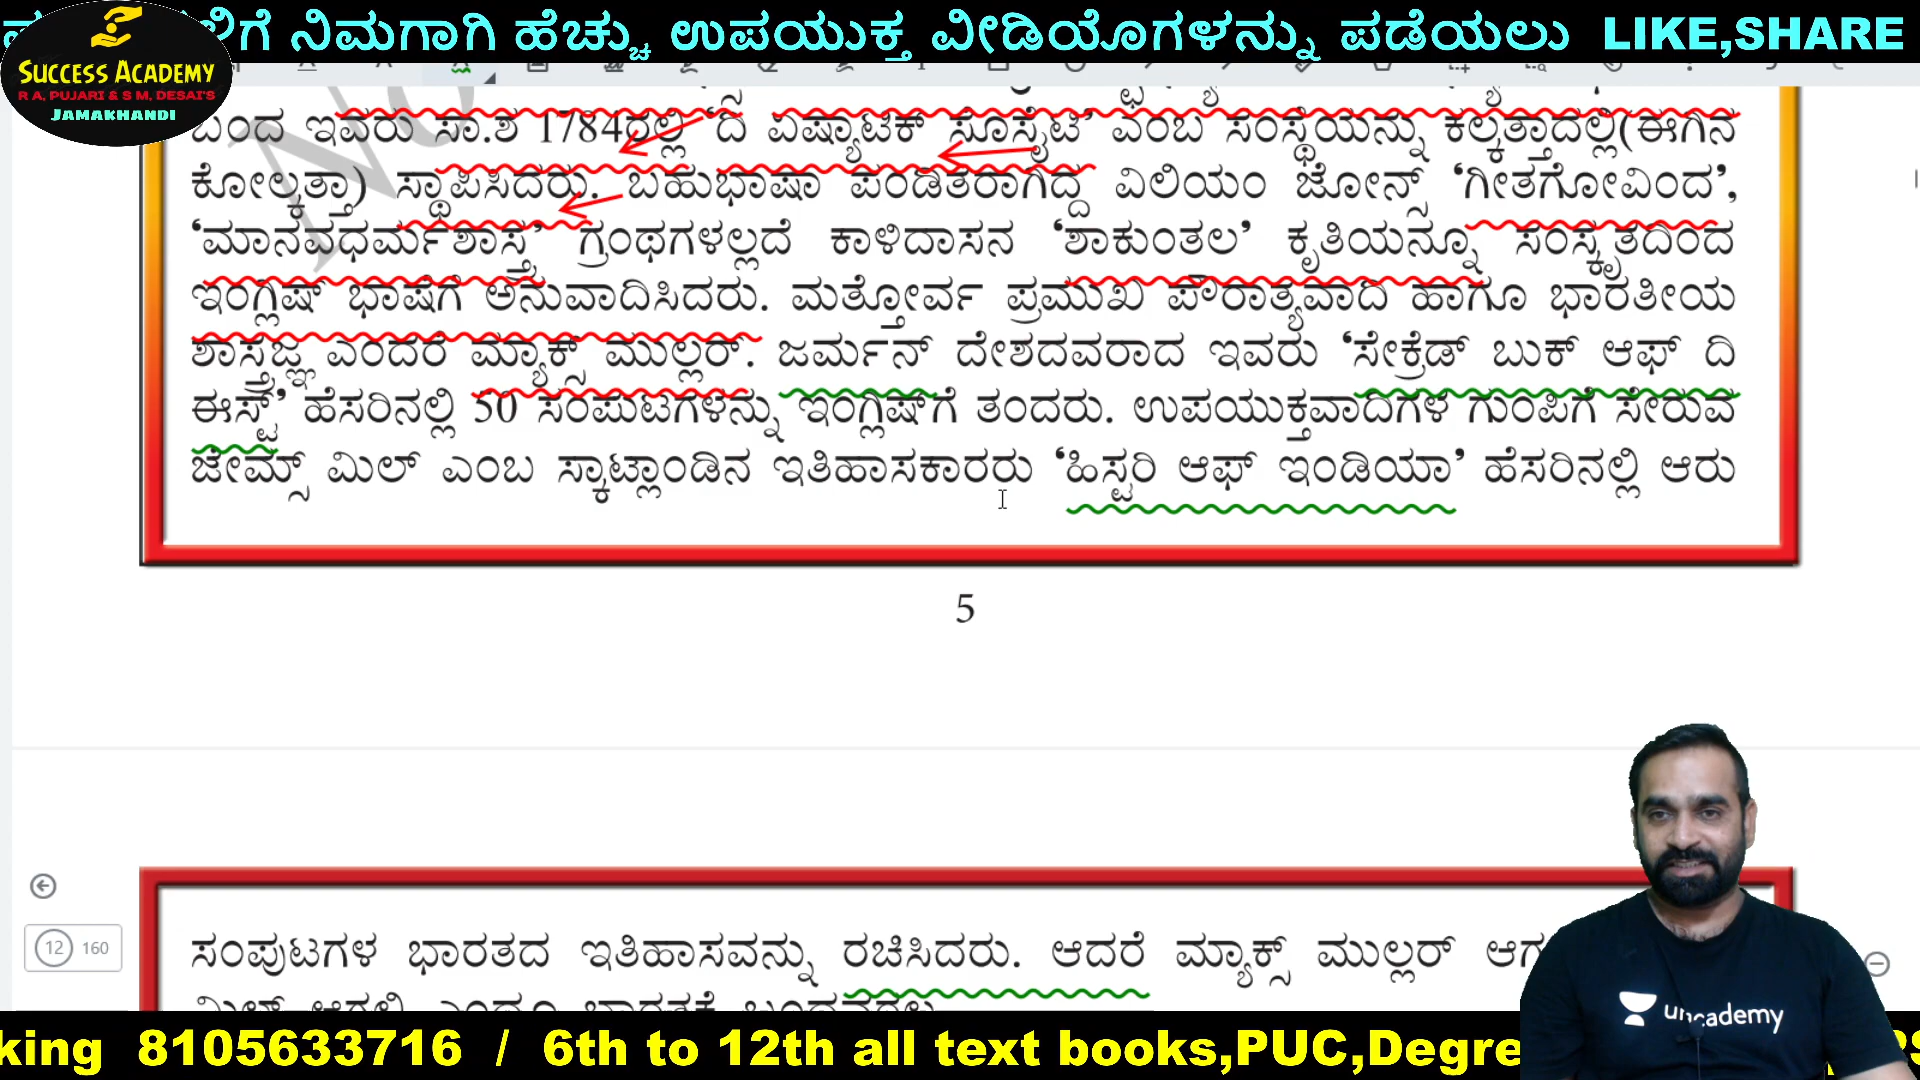 ಲಿಗೆ ನಿಮಗಾಗಿ ಹೆಚ್ಚು ಉಪಯುಕ್ತ ವೀಡಿಯೊಗಳನ್ನು ಪಡೆಯಲು LIKE,SHARE
SUCCESS ACADEMY
R A, PUJARI & S M, DESAI'S
JAMAKHANDI
ಬಂದ ಇವರು ಸಾ.ಶ 1784ರಲ್ಲಿ 'ದಿ ಏಷ್ಯಾಟಿಕ್ ಸೊಸೈಟಿ' ಎಂಬ ಸಂಸ್ಥೆಯನ್ನು ಕಲ್ಕತ್ತಾದಲ್ಲಿ(ಈಗಿನ
ಕೋಲ್ಕತ್ತಾ) ಸ್ಥಾಪಿಸಿದರು. ಬಹುಭಾಷಾ ಪಂಡಿತರಾಗಿದ್ದ ವಿಲಿಯಂ ಜೋನ್ಸ್ 'ಗೀತಗೋವಿಂದ',
'ಮಾನವಧರ್ಮಶಾಸ್ತ್ರ' ಗ್ರಂಥಗಳಲ್ಲದೆ ಕಾಳಿದಾಸನ 'ಶಾಕುಂತಲ' ಕೃತಿಯನ್ನೂ ಸಂಸ್ಕೃತದಿಂದ
ಇಂಗ್ಲಿಷ್ ಭಾಷೆಗೆ ಅನುವಾದಿಸಿದರು. ಮತ್ತೋರ್ವ ಪ್ರಮುಖ ಪೌರಾತ್ಯವಾದಿ ಹಾಗೂ ಭಾರತೀಯ
ಶಾಸ್ತ್ರಜ್ಞ ಎಂದರೆ ಮ್ಯಾಕ್ಸ್ ಮುಲ್ಲರ್. ಜರ್ಮನ್ ದೇಶದವರಾದ ಇವರು 'ಸೇಕ್ರೆಡ್ ಬುಕ್ ಆಫ್ ದಿ
ಈಸ್ಟ್' ಹೆಸರಿನಲ್ಲಿ 50 ಸಂಪುಟಗಳನ್ನು ಇಂಗ್ಲಿಷ್‌ಗೆ ತಂದರು. ಉಪಯುಕ್ತವಾದಿಗಳ ಗುಂಪಿಗೆ ಸೇರುವ
ಜೇಮ್ಸ್ ಮಿಲ್ ಎಂಬ ಸ್ಕಾಟ್ಲಾಂಡಿನ ಇತಿಹಾಸಕಾರರು 'ಹಿಸ್ಟರಿ ಆಫ್ ಇಂಡಿಯಾ' ಹೆಸರಿನಲ್ಲಿ ಆರು
5
12 160
ಸಂಪುಟಗಳ ಭಾರತದ ಇತಿಹಾಸವನ್ನು ರಚಿಸಿದರು. ಆದರೆ ಮ್ಯಾಕ್ಸ್ ಮುಲ್ಲರ್
unacademy
king 8105633716 / 6th to 12th all text books,PUC,Degre